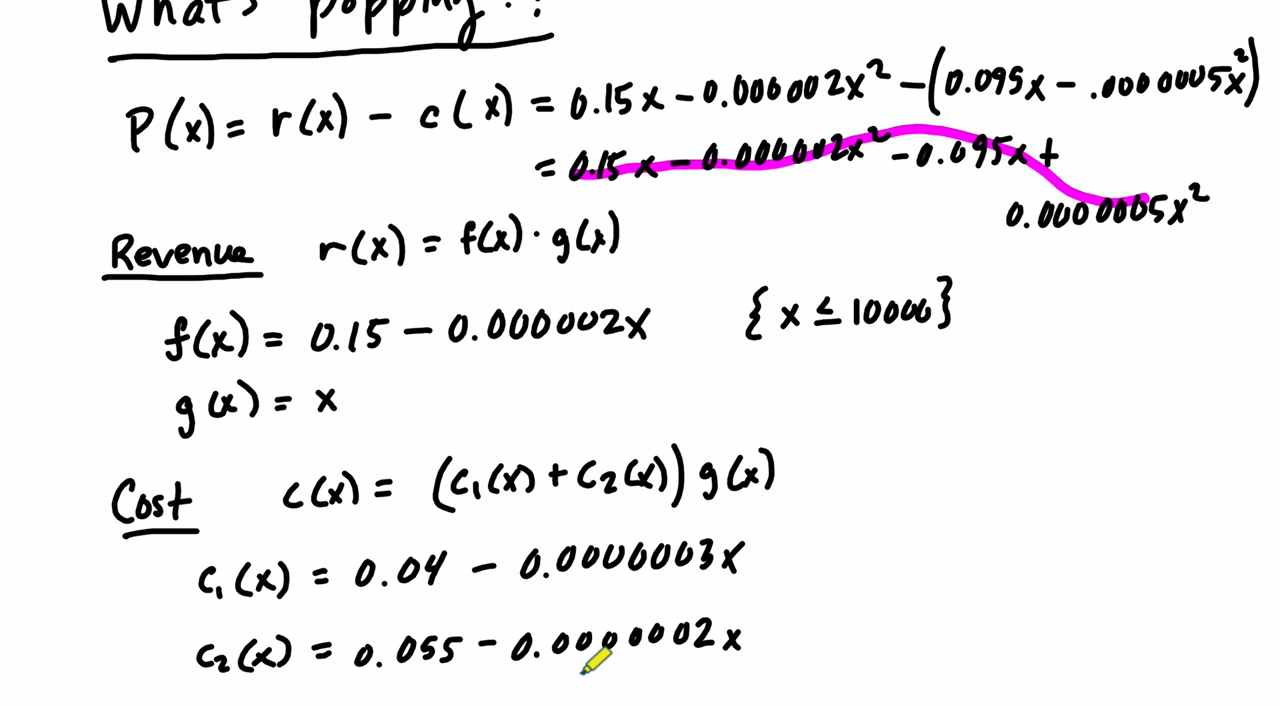 What's popping??
P(x) = r(x) - c(x) = 0.15x - 0.000002x² - (0.095x - .0000005x²)
= 0.15x - 0.000002x² - 0.095x +
0.0000005x²
Revenue r(x) = f(x) · g(x)
f(x) = 0.15 - 0.000002x {x ≤ 10000}
g(x) = x
Cost c(x) = (c₁(x) + c₂(x)) g(x)
c₁(x) = 0.04 - 0.0000003x
c₂(x) = 0.055 - 0.0000002x